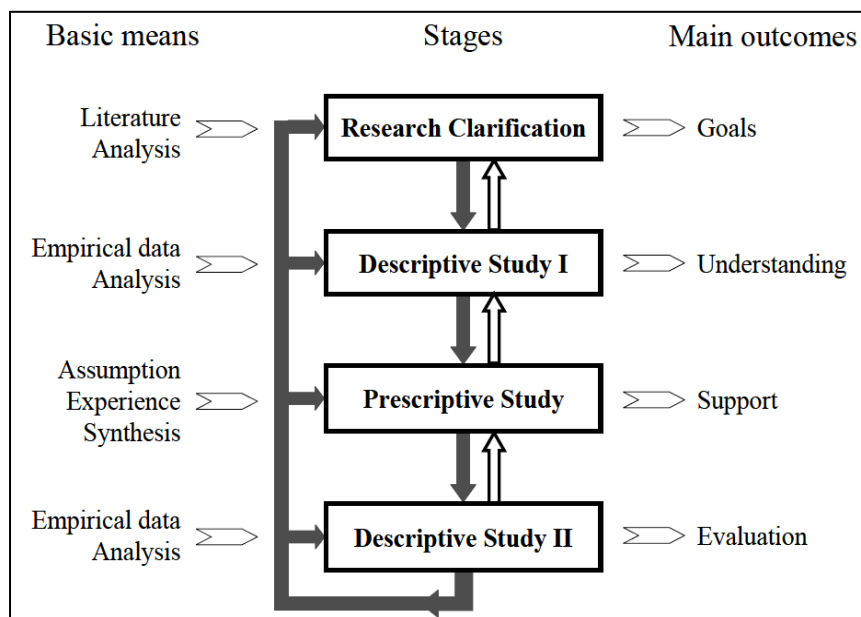 Basic means
Stages
Main outcomes
Literature
Analysis
Research Clarification
Goals
Empirical data
Analysis
Descriptive Study I
Understanding
Assumption
Experience
Synthesis
Prescriptive Study
Support
Empirical data
Analysis
Descriptive Study II
Evaluation